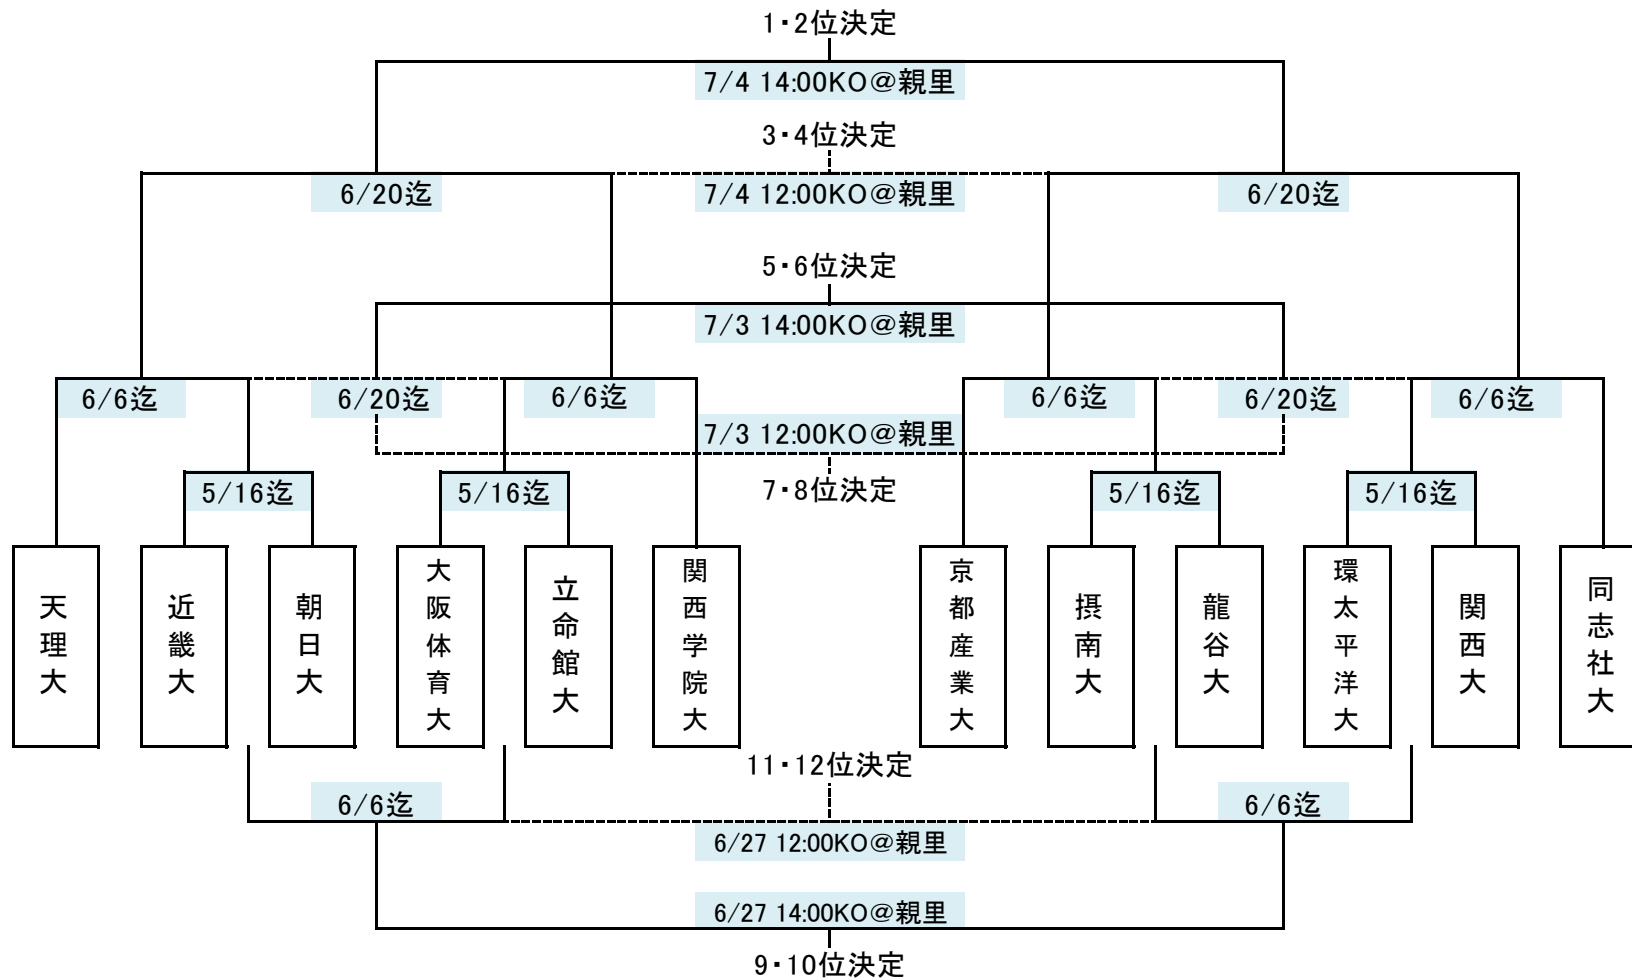 1・2位決定
7/4 14:00KO@親里
3・4位決定
6/20迄
7/4 12:00KO@親里
6/20迄
5・6位決定
7/3 14:00KO@親里
6/6迄
6/20迄
6/6迄
6/6迄
6/20迄
6/6迄
7/3 12:00KO@親里
5/16迄
5/16迄
7・8位決定
5/16迄
5/16迄
天理大
近畿大
朝日大
大阪体育大
立命館大
関西学院大
京都産業大
摂南大
龍谷大
環太平洋大
関西大
同志社大
11・12位決定
6/6迄
6/6迄
6/27 12:00KO@親里
6/27 14:00KO@親里
9・10位決定